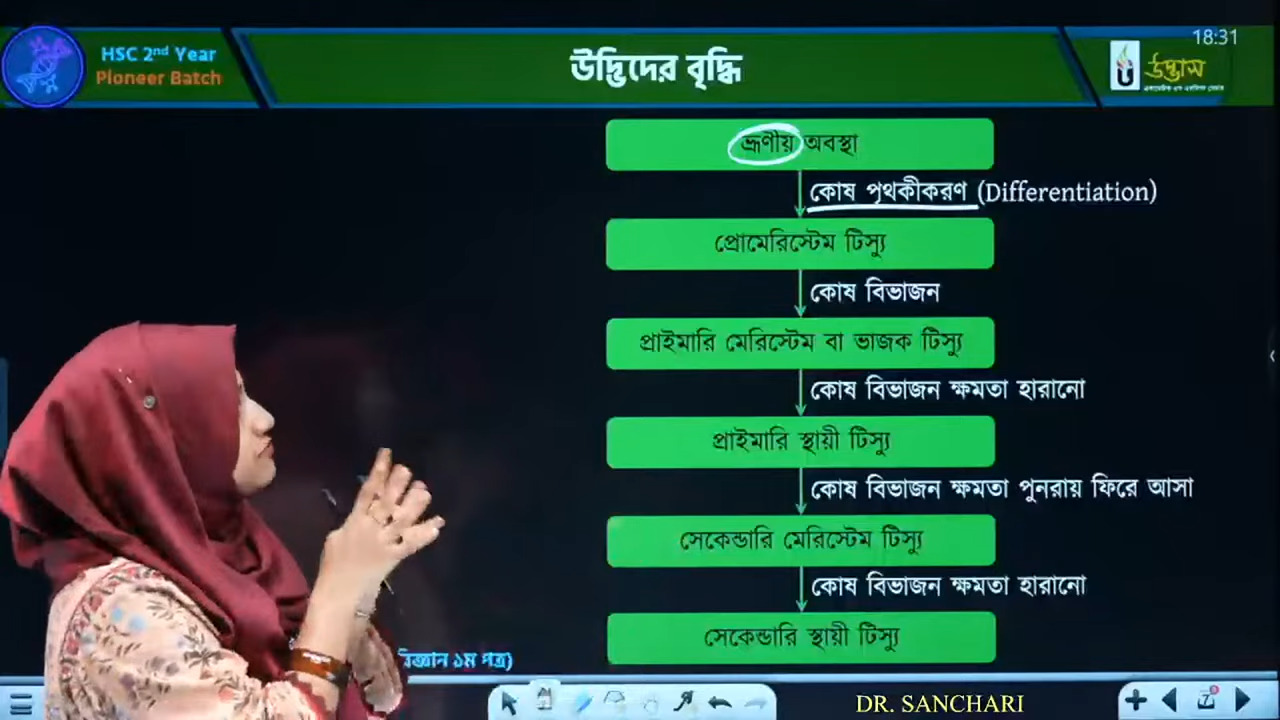 HSC 2nd Year
Pioneer Batch
উদ্ভিদের বৃদ্ধি
18:31
উদ্ভাস
ভ্রূণীয় অবস্থা
কোষ পৃথকীকরণ (Differentiation)
প্রোমেরিস্টেম টিস্যু
কোষ বিভাজন
প্রাইমারি মেরিস্টেম বা ভাজক টিস্যু
কোষ বিভাজন ক্ষমতা হারানো
প্রাইমারি স্থায়ী টিস্যু
কোষ বিভাজন ক্ষমতা পুনরায় ফিরে আসা
সেকেন্ডারি মেরিস্টেম টিস্যু
কোষ বিভাজন ক্ষমতা হারানো
সেকেন্ডারি স্থায়ী টিস্যু
১ম পত্র)
DR. SANCHARI